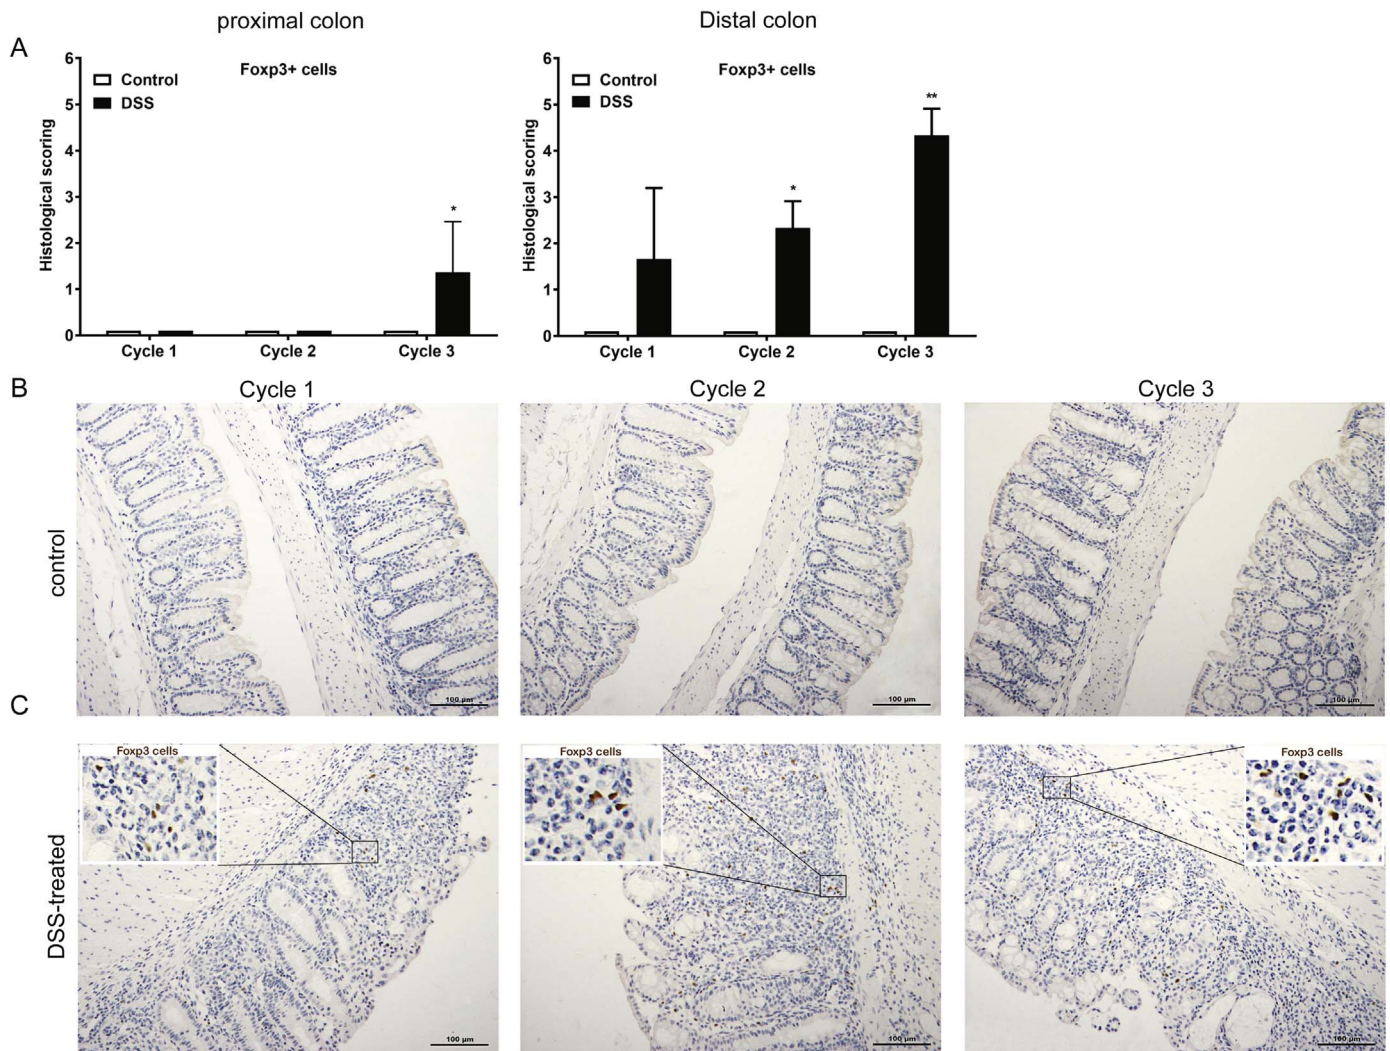 proximal colon
Distal colon
A
6
5
4
3
2
1
0
Histological scoring
Control
DSS
Foxp3+ cells
*
Cycle 1
Cycle 2
Cycle 3
6
5
4
3
2
1
0
Histological scoring
Control
DSS
Foxp3+ cells
*
**
Cycle 1
Cycle 2
Cycle 3
B
Cycle 1
Cycle 2
Cycle 3
control
100 µm
100 µm
100 µm
C
DSS-treated
Foxp3 cells
Foxp3 cells
Foxp3 cells
100 µm
100 µm
100 µm